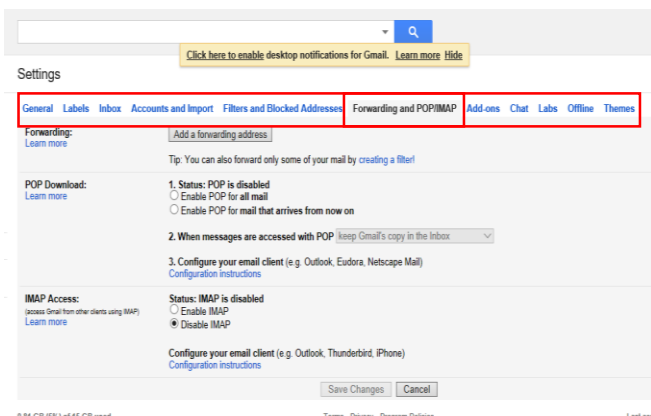 Click here to enable desktop notifications for Gmail. Learn more Hide
Settings
General Labels Inbox Accounts and Import Filters and Blocked Addresses Forwarding and POP/IMAP Add-ons Chat Labs Offline Themes
Forwarding: Add a forwarding address
Learn more
Tip: You can also forward only some of your mail by creating a filter!
POP Download: 1. Status: POP is disabled
Learn more Enable POP for all mail
Enable POP for mail that arrives from now on
2. When messages are accessed with POP keep Gmail's copy in the Inbox
3. Configure your email client (e.g. Outlook, Eudora, Netscape Mail)
Configuration instructions
IMAP Access: Status: IMAP is disabled
(access Gmail from other clients using IMAP) Enable IMAP
Learn more Disable IMAP
Configure your email client (e.g. Outlook, Thunderbird, iPhone)
Configuration instructions
Save Changes Cancel